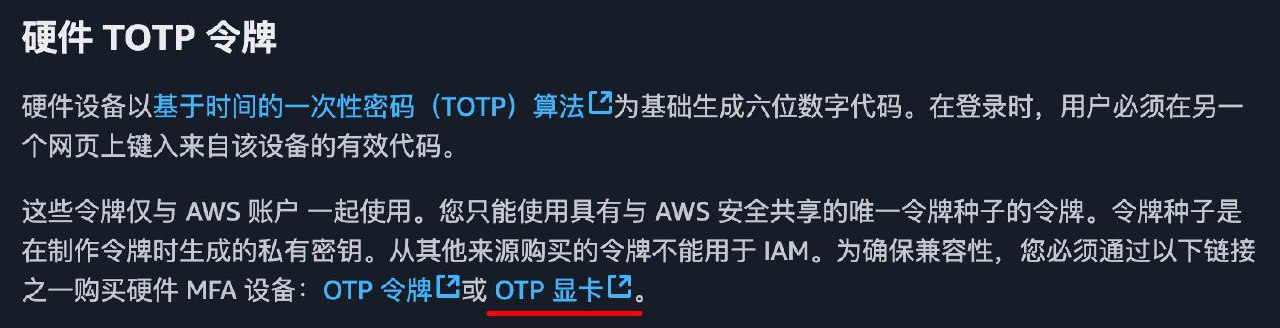 硬件 TOTP 令牌
硬件设备以基于时间的一次性密码（TOTP）算法为基础生成六位数字代码。在登录时，用户必须在另一
个网页上键入来自该设备的有效代码。
这些令牌仅与 AWS 账户 一起使用。您只能使用具有与 AWS 安全共享的唯一令牌种子的令牌。令牌种子是
在制作令牌时生成的私有密钥。从其他来源购买的令牌不能用于 IAM。为确保兼容性，您必须通过以下链接
之一购买硬件 MFA 设备：OTP 令牌或 OTP 显卡。